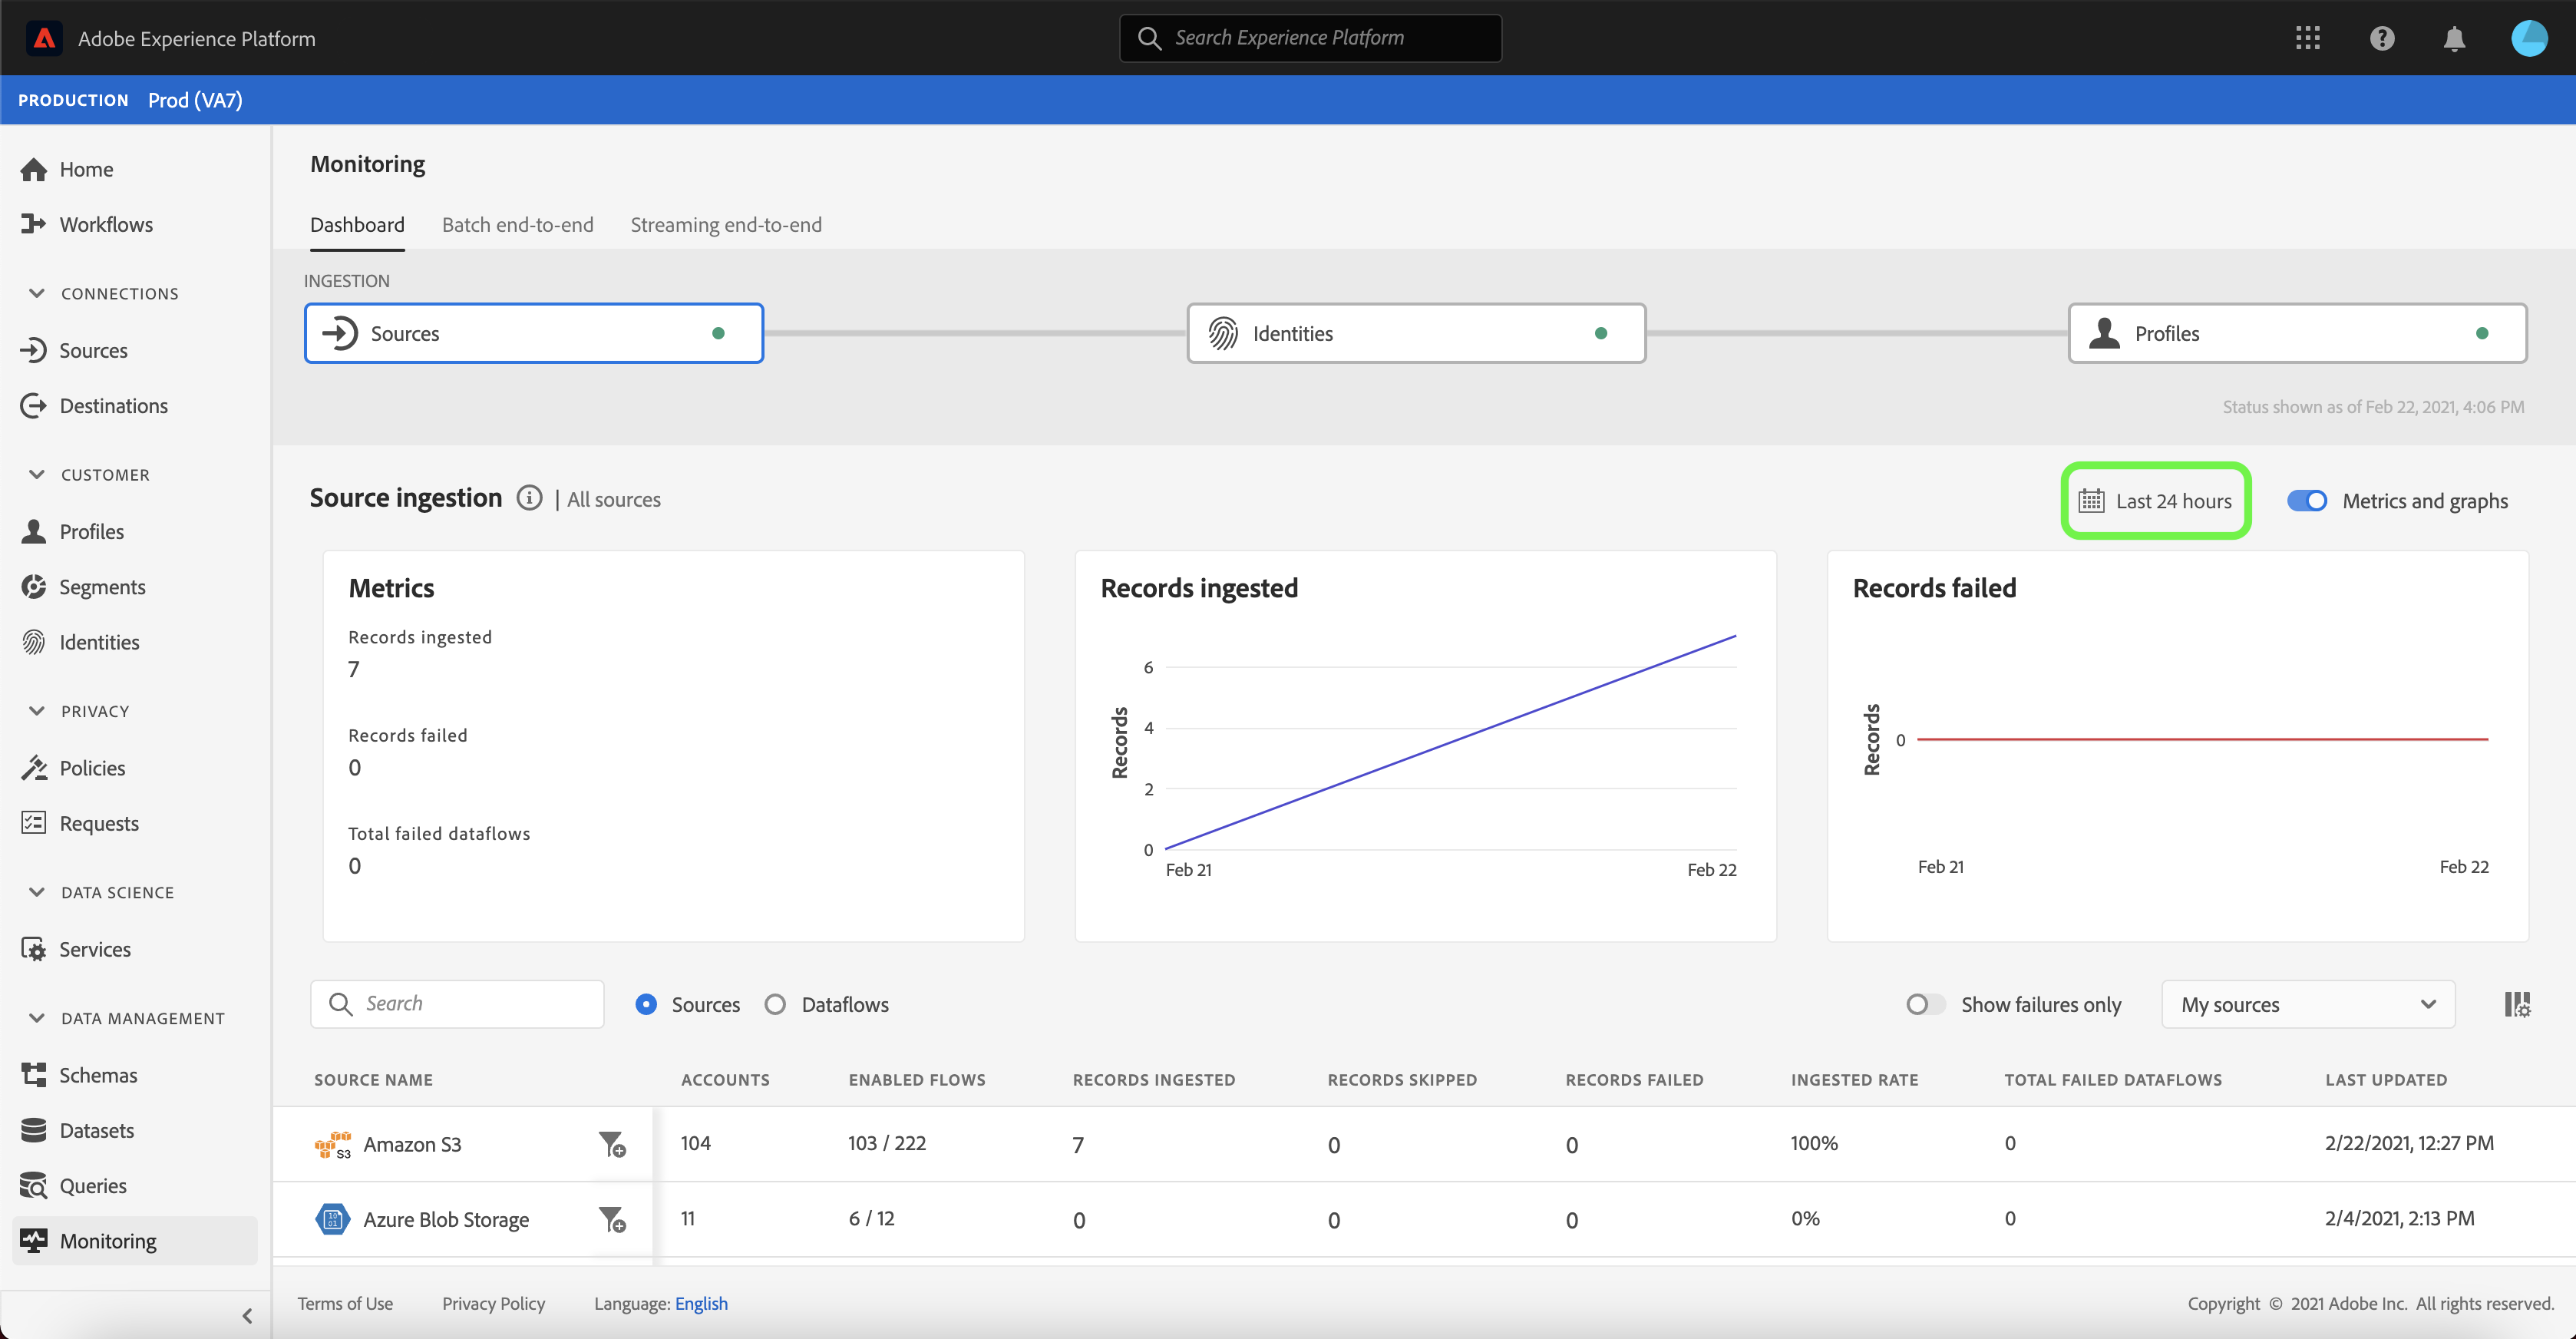 Adobe Experience Platform
Search Experience Platform
PRODUCTION Prod (VA7)
Home
Workflows
CONNECTIONS
Sources
Destinations
CUSTOMER
Profiles
Segments
Identities
PRIVACY
Policies
Requests
DATA SCIENCE
Services
DATA MANAGEMENT
Schemas
Datasets
Queries
Monitoring
Monitoring
Dashboard Batch end-to-end Streaming end-to-end
INGESTION
Sources Identities Profiles
Status shown as of Feb 22, 2021, 4:06 PM
Source ingestion | All sources Last 24 hours Metrics and graphs
Metrics
Records ingested
7
Records failed
0
Total failed dataflows
0
Records ingested
Records
6
4
2
0
Feb 21 Feb 22
Records failed
Records
0
Feb 21 Feb 22
Search Sources Dataflows Show failures only My sources
SOURCE NAME ACCOUNTS ENABLED FLOWS RECORDS INGESTED RECORDS SKIPPED RECORDS FAILED INGESTED RATE TOTAL FAILED DATAFLOWS LAST UPDATED
S3 Amazon S3 104 103 / 222 7 0 0 100% 0 2/22/2021, 12:27 PM
10 01 Azure Blob Storage 11 6 / 12 0 0 0 0% 0 2/4/2021, 2:13 PM
Terms of Use Privacy Policy Language: English Copyright © 2021 Adobe Inc. All rights reserved.